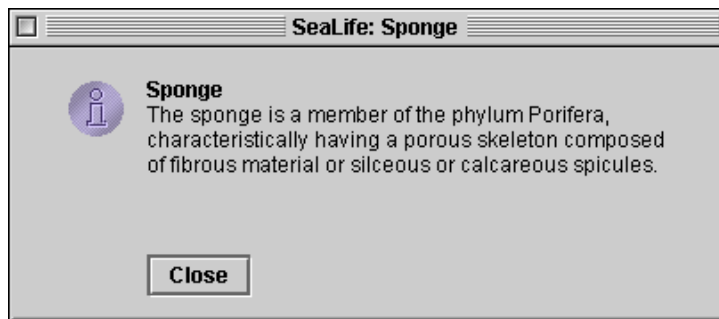 SeaLife: Sponge
Sponge
The sponge is a member of the phylum Porifera,
characteristically having a porous skeleton composed
of fibrous material or silceous or calcareous spicules.
Close